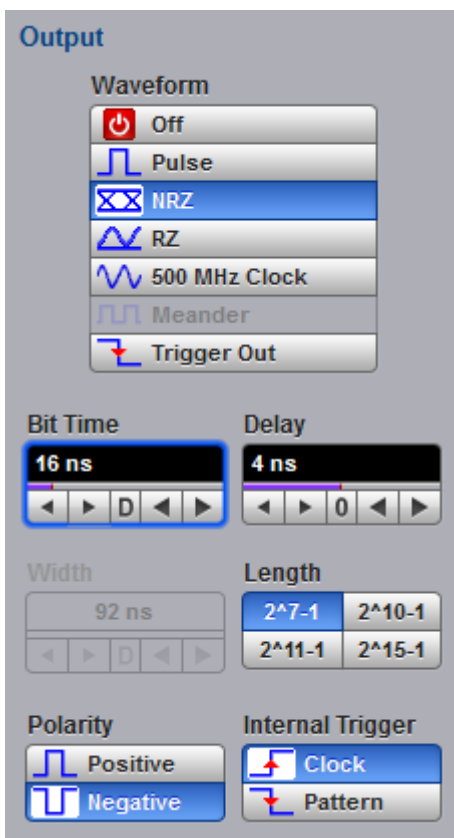 Output
Waveform
Off
Pulse
NRZ
RZ
500 MHz Clock
Meander
Trigger Out
Bit Time
Delay
16 ns
4 ns
D
0
Width
Length
92 ns
2^7-1
2^10-1
D
2^11-1
2^15-1
Polarity
Internal Trigger
Positive
Clock
Negative
Pattern